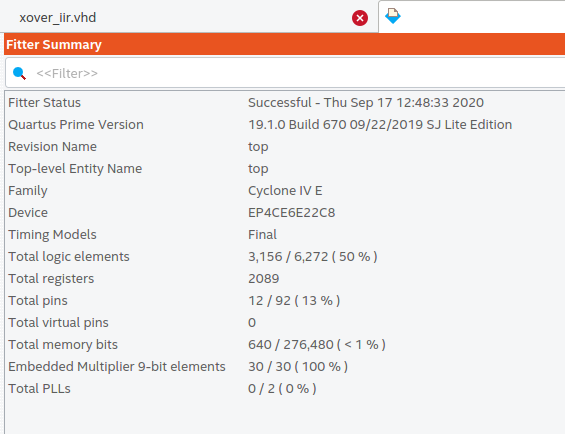 xover_iir.vhd
Fitter Summary
<<Filter>>
Fitter Status Successful - Thu Sep 17 12:48:33 2020
Quartus Prime Version 19.1.0 Build 670 09/22/2019 SJ Lite Edition
Revision Name top
Top-level Entity Name top
Family Cyclone IV E
Device EP4CE6E22C8
Timing Models Final
Total logic elements 3,156 / 6,272 ( 50 % )
Total registers 2089
Total pins 12 / 92 ( 13 % )
Total virtual pins 0
Total memory bits 640 / 276,480 ( < 1 % )
Embedded Multiplier 9-bit elements 30 / 30 ( 100 % )
Total PLLs 0 / 2 ( 0 % )